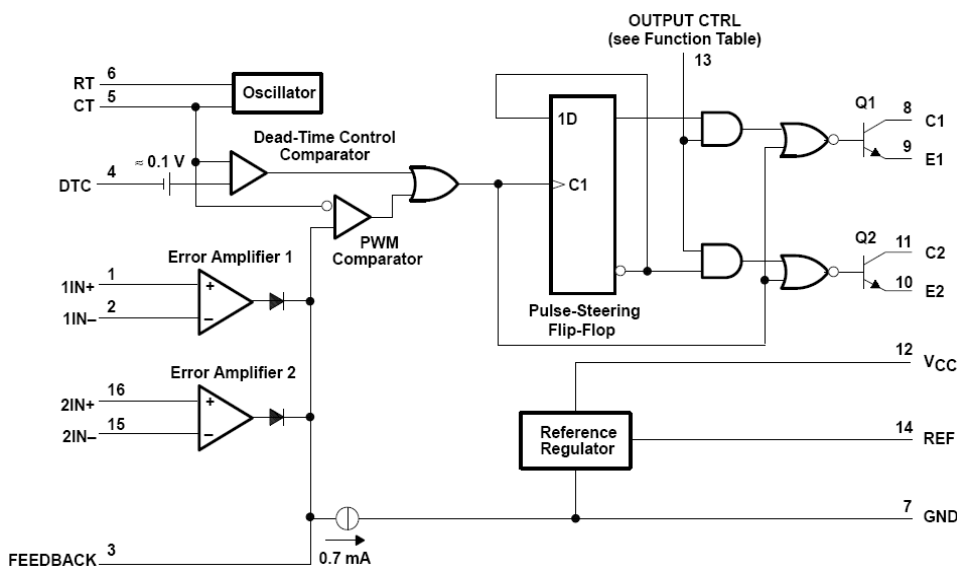 OUTPUT CTRL
(see Function Table)
13
6
RT
5
CT
Oscillator
Dead-Time Control
Comparator
≈ 0.1 V
4
DTC
PWM
Comparator
1D
C1
Pulse-Steering
Flip-Flop
Q1
8
C1
9
E1
Q2
11
C2
10
E2
Error Amplifier 1
1
1IN+
+
2
1IN–
–
Error Amplifier 2
16
2IN+
+
15
2IN–
–
12
VCC
Reference
Regulator
14
REF
7
GND
0.7 mA
3
FEEDBACK